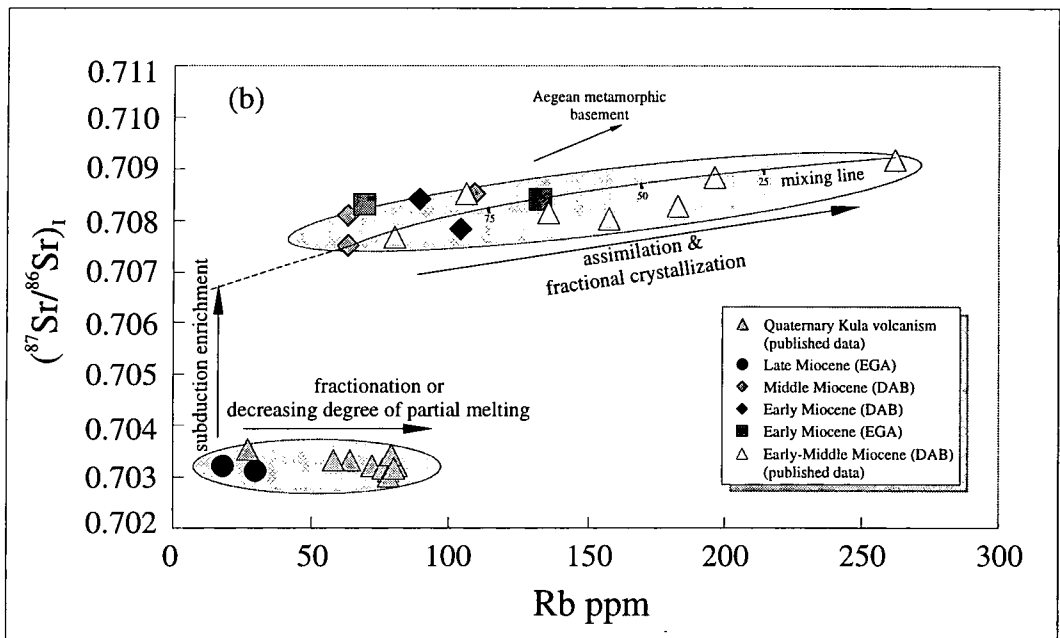 (b)
0.711
0.710
0.709
0.708
0.707
0.706
0.705
0.704
0.703
0.702
(⁸⁷Sr/⁸⁶Sr)I
Aegean metamorphic
basement
75
50
25
mixing line
assimilation &
fractional crystallization
subduction enrichment
fractionation or
decreasing degree of partial melting
Quaternary Kula volcanism
(published data)
Late Miocene (EGA)
Middle Miocene (DAB)
Early Miocene (DAB)
Early Miocene (EGA)
Early-Middle Miocene (DAB)
(published data)
0 50 100 150 200 250 300
Rb ppm